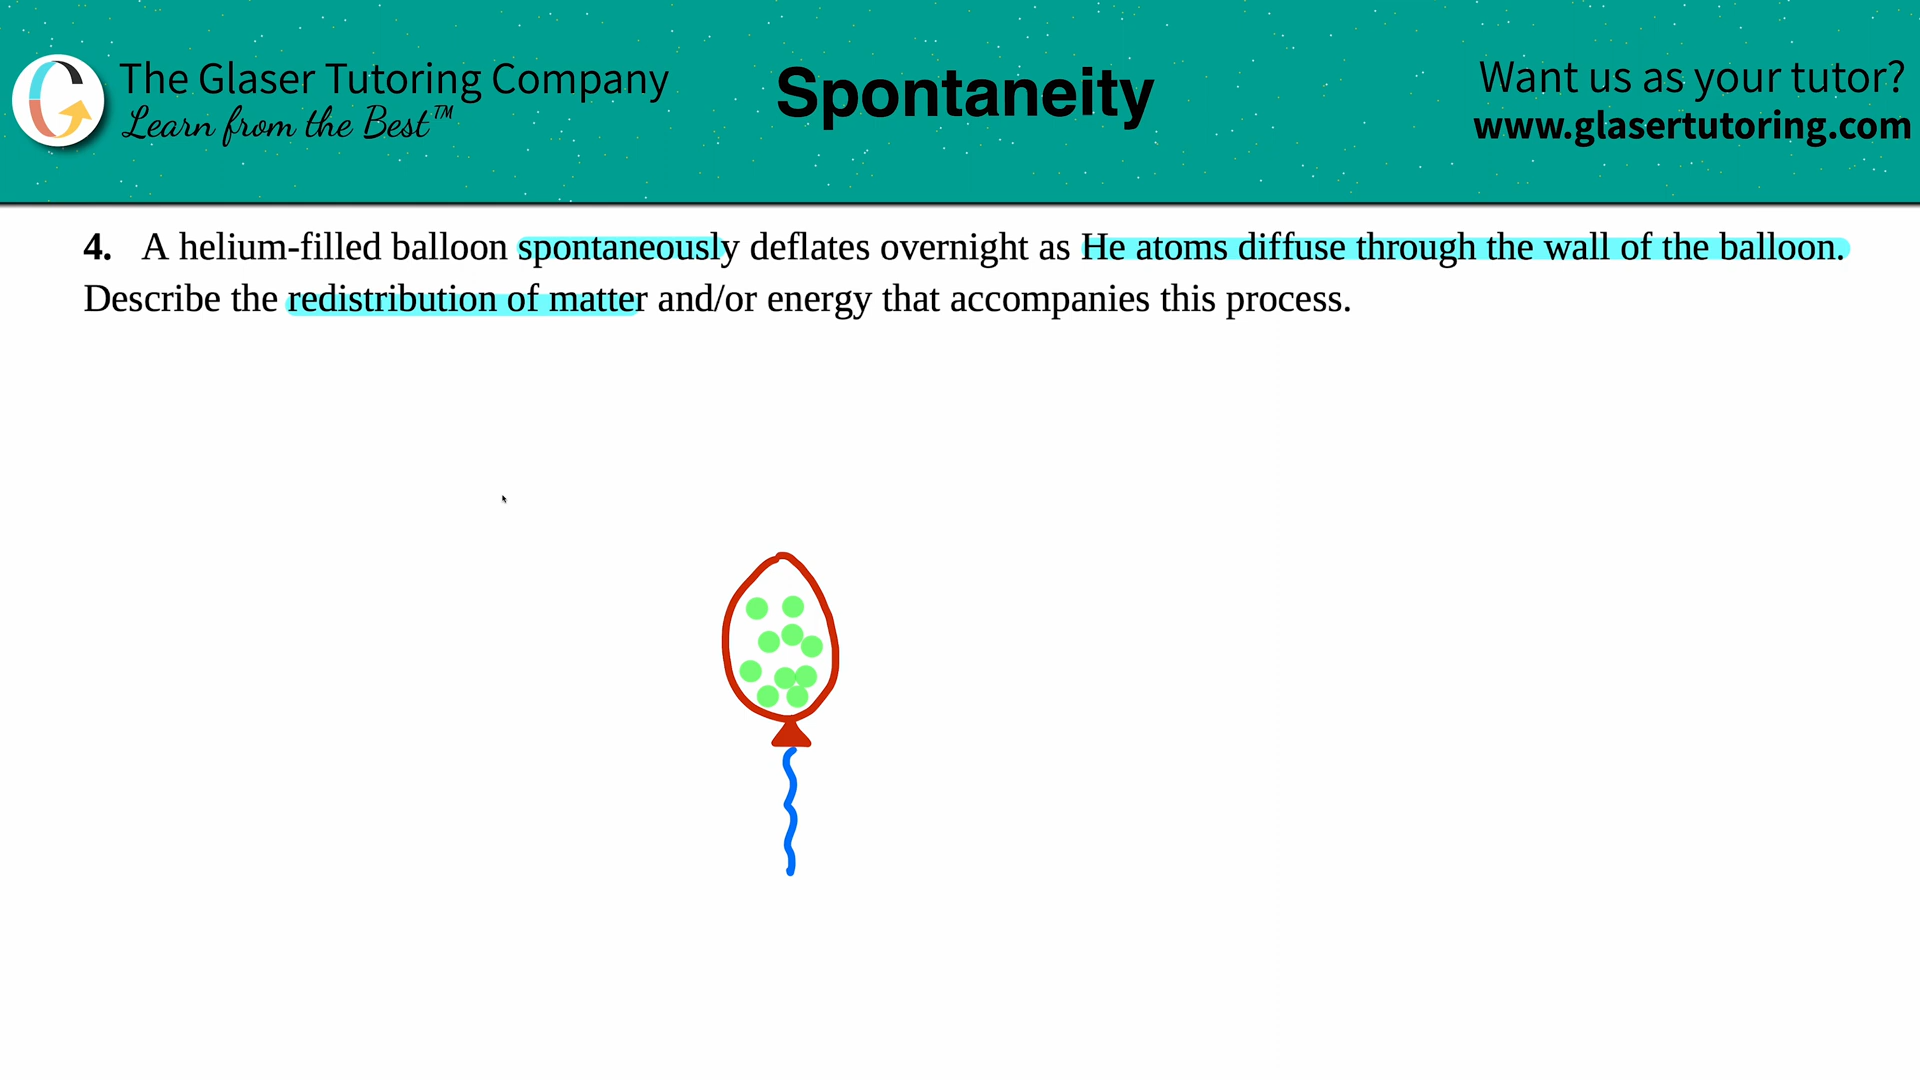 The Glaser Tutoring Company
Learn from the Best™
Spontaneity
Want us as your tutor?
www.glasertutoring.com
4. A helium-filled balloon spontaneously deflates overnight as He atoms diffuse through the wall of the balloon.
Describe the redistribution of matter and/or energy that accompanies this process.